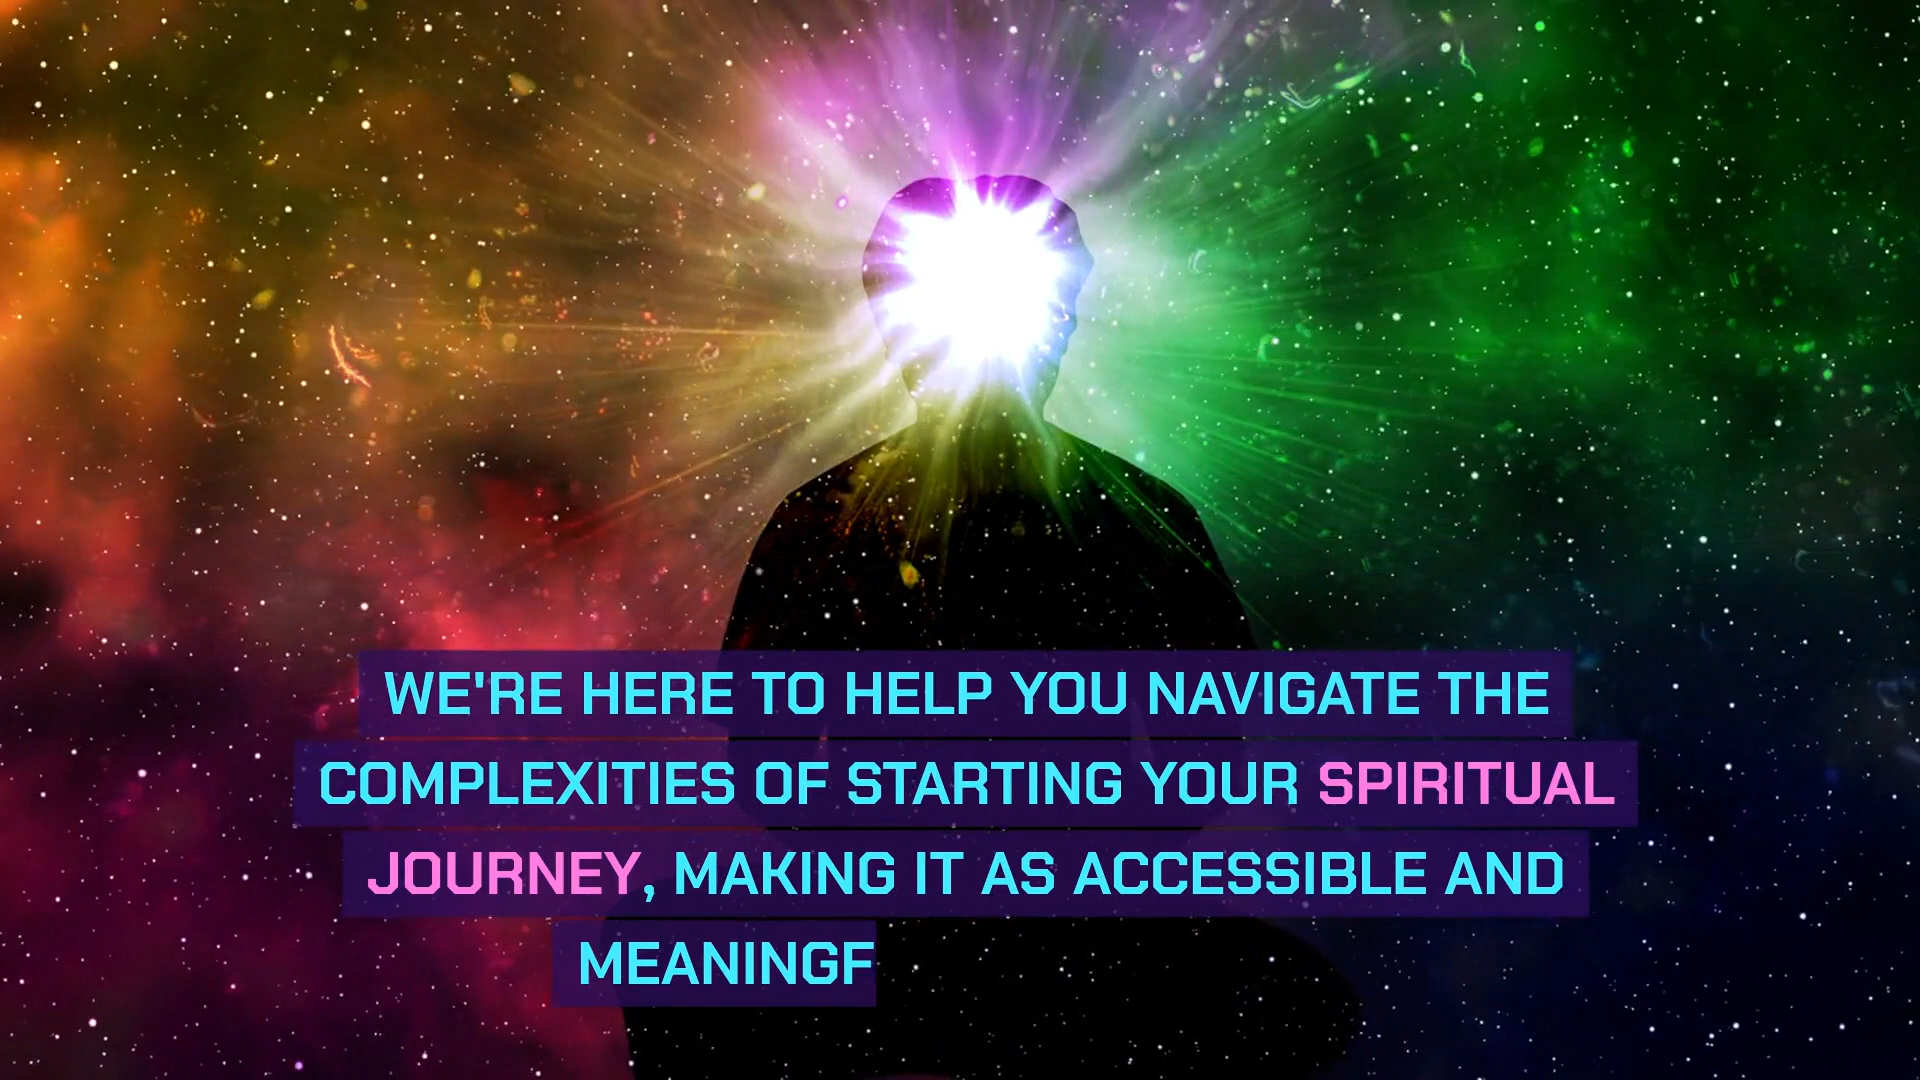 WE'RE HERE TO HELP YOU NAVIGATE THE
COMPLEXITIES OF STARTING YOUR SPIRITUAL
JOURNEY, MAKING IT AS ACCESSIBLE AND
MEANINGF